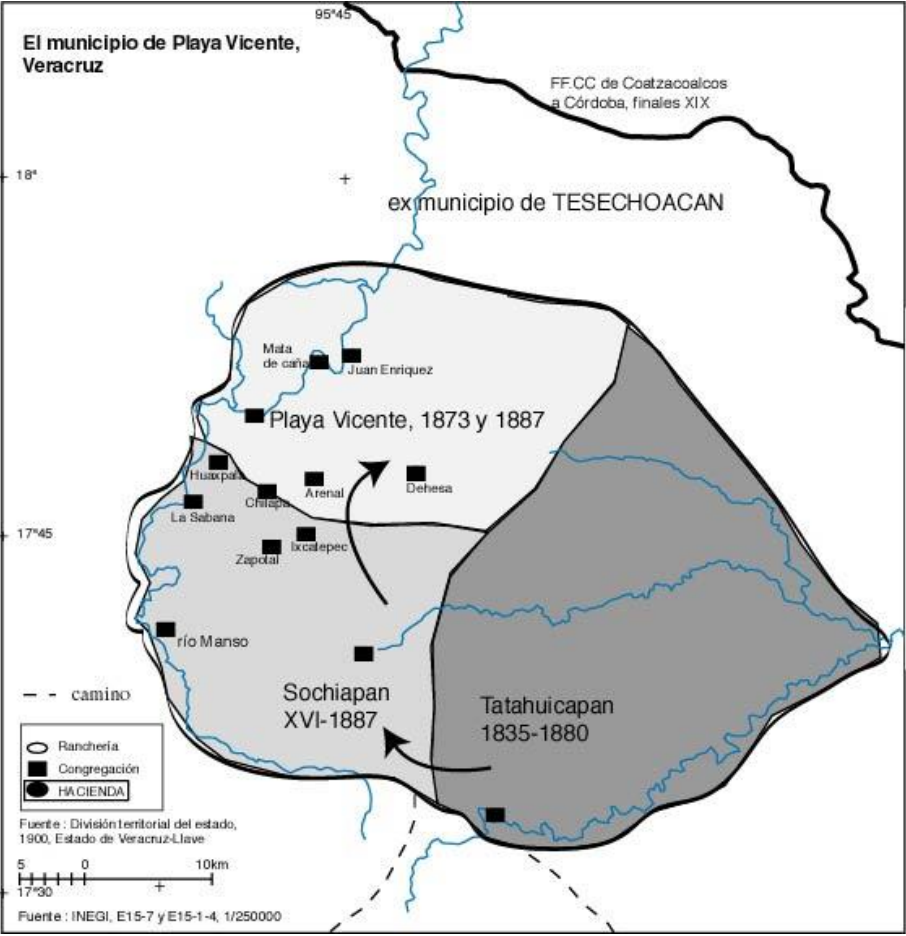 95°45
El municipio de Playa Vicente,
Veracruz
FF.CC de Coatzacoalcos
a Córdoba, finales XIX
18°
ex municipio de TESECHOACAN
Mata
de caña
Juan Enriquez
Playa Vicente, 1873 y 1887
Huaxpala
Chilapa
Arenal
Dehesa
La Sabana
17°45
Zapotal
Ixcatepec
río Manso
camino
Sochiapan
XVI-1887
Tatahuicapan
1835-1880
Ranchería
Congregación
HACIENDA
Fuente : División territorial del estado,
1900, Estado de Veracruz-Llave
5 0 10km
17°30
Fuente : INEGI, E15-7 y E15-1-4, 1/250000